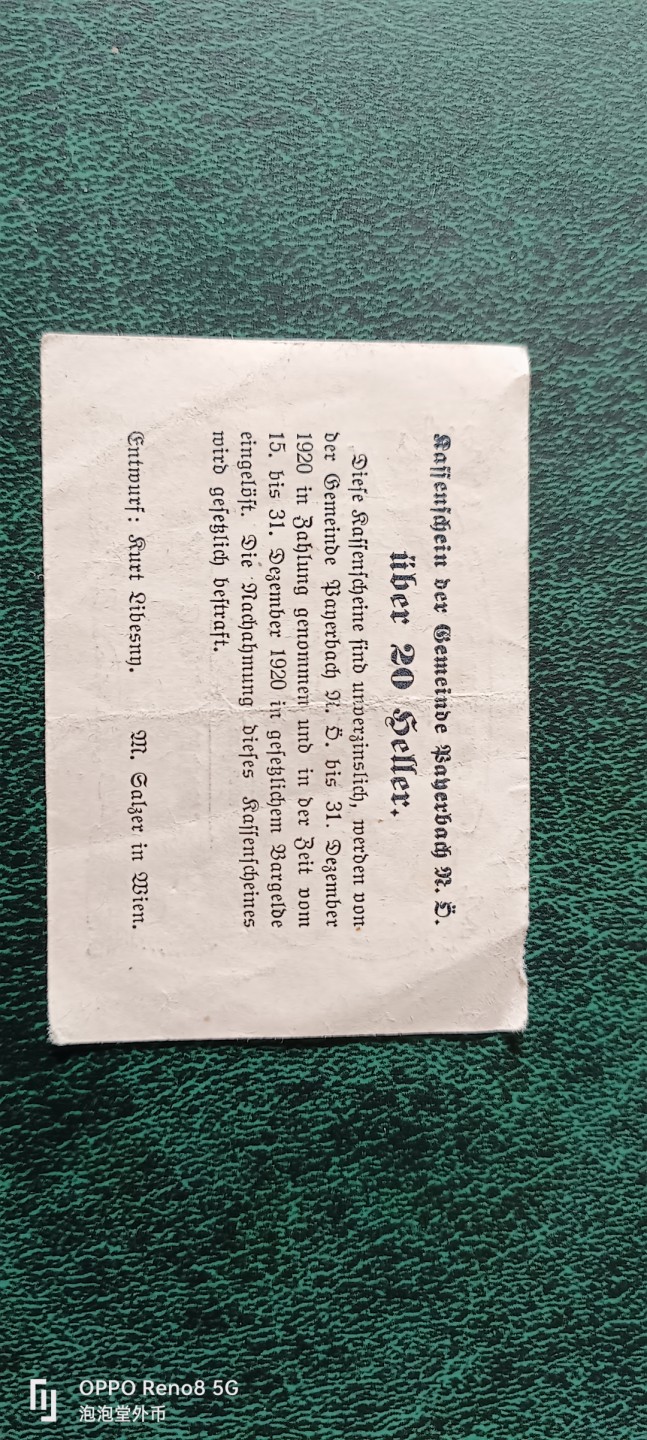 Kassenschein der Gemeinde Payerbach N. Ö.
über 20 Heller.
Diese Kassenscheine sind unverzinslich, werden von
der Gemeinde Payerbach N. Ö. bis 31. Dezember
1920 in Zahlung genommen und in der Zeit vom
15. bis 31. Dezember 1920 in gesetzlichem Bargelde
eingelöst. Die Nachahmung dieses Kassenscheines
wird gesetzlich bestraft.
Entwurf: Kurt Libesny. M. Salzer in Wien.
OPPO Reno8 5G
泡泡堂外币